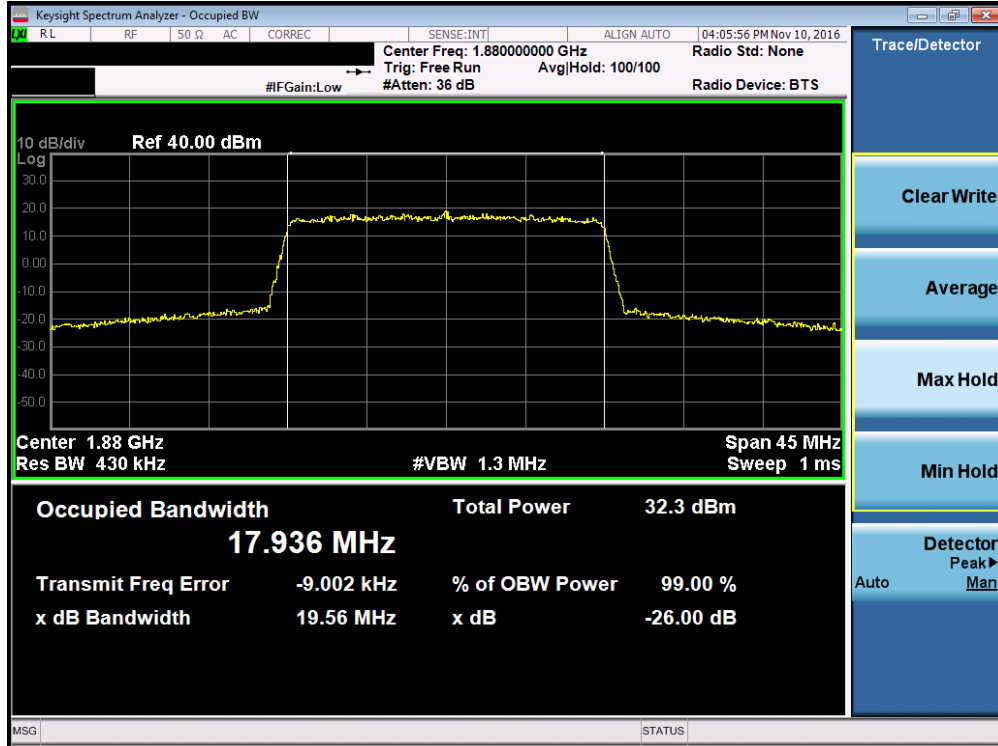 Keysight Spectrum Analyzer - Occupied BW
LXI RL RF 50 Ω AC CORREC SENSE:INT ALIGN AUTO 04:05:56 PM Nov 10, 2016
Center Freq: 1.880000000 GHz Radio Std: None
Trig: Free Run Avg|Hold: 100/100
#IFGain:Low #Atten: 36 dB Radio Device: BTS
10 dB/div Ref 40.00 dBm
Log
30.0
20.0
10.0
0.00
-10.0
-20.0
-30.0
-40.0
-50.0
Center 1.88 GHz Span 45 MHz
Res BW 430 kHz #VBW 1.3 MHz Sweep 1 ms
Occupied Bandwidth Total Power 32.3 dBm
17.936 MHz
Transmit Freq Error -9.002 kHz % of OBW Power 99.00 %
x dB Bandwidth 19.56 MHz x dB -26.00 dB
MSG STATUS
Trace/Detector
Clear Write
Average
Max Hold
Min Hold
Detector
Peak▶
Auto Man